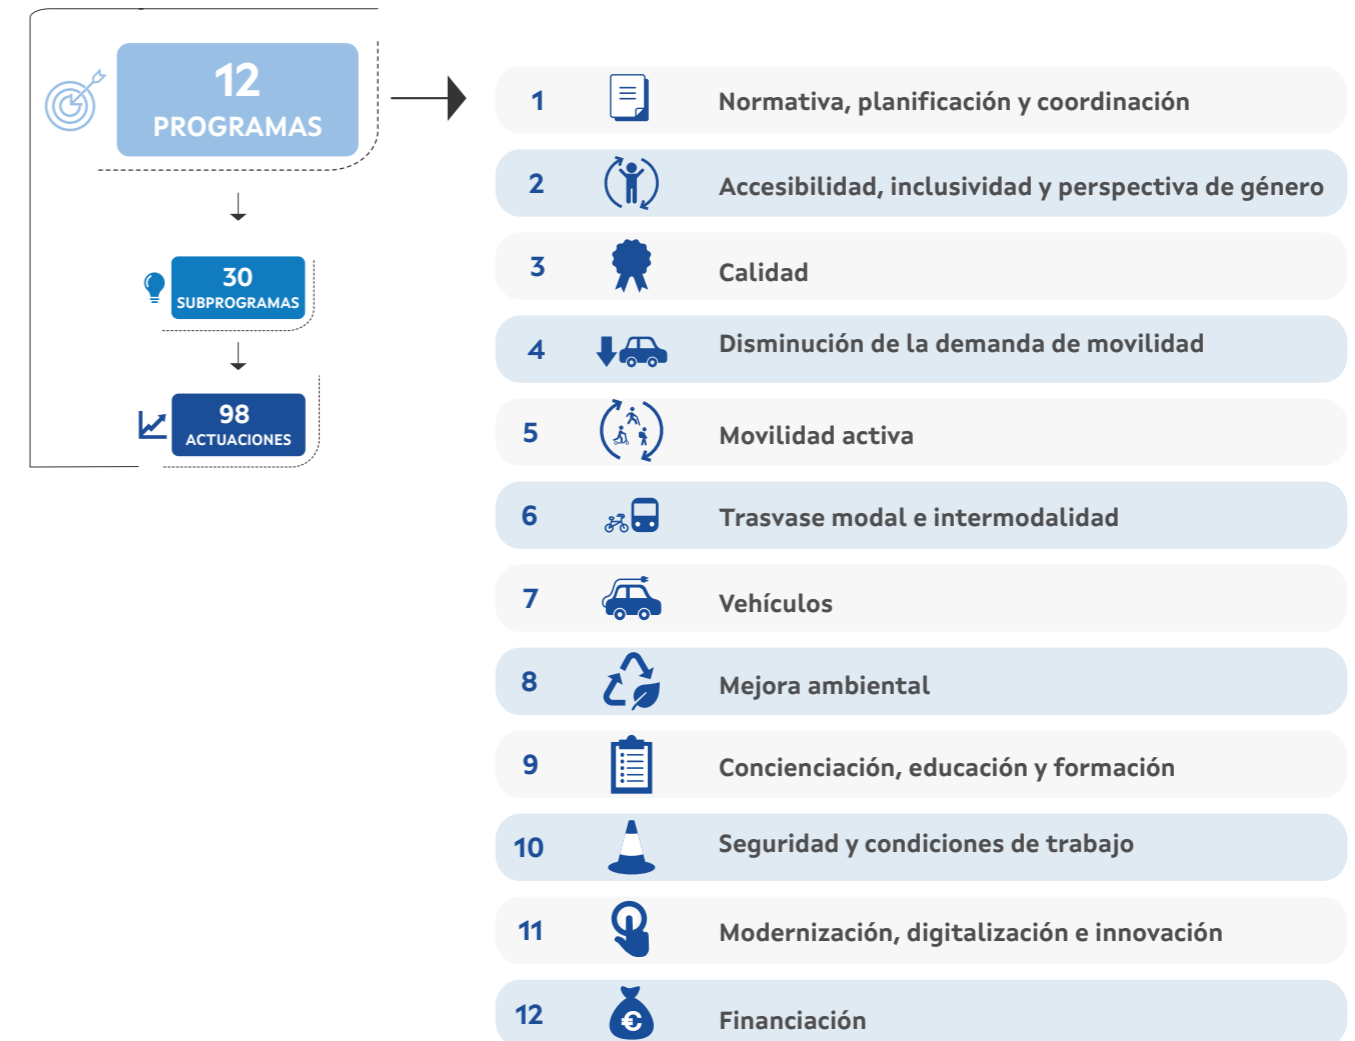 12
PROGRAMAS
30
SUBPROGRAMAS
98
ACTUACIONES
1 Normativa, planificación y coordinación
2 Accesibilidad, inclusividad y perspectiva de género
3 Calidad
4 Disminución de la demanda de movilidad
5 Movilidad activa
6 Trasvase modal e intermodalidad
7 Vehículos
8 Mejora ambiental
9 Concienciación, educación y formación
10 Seguridad y condiciones de trabajo
11 Modernización, digitalización e innovación
12 € Financiación